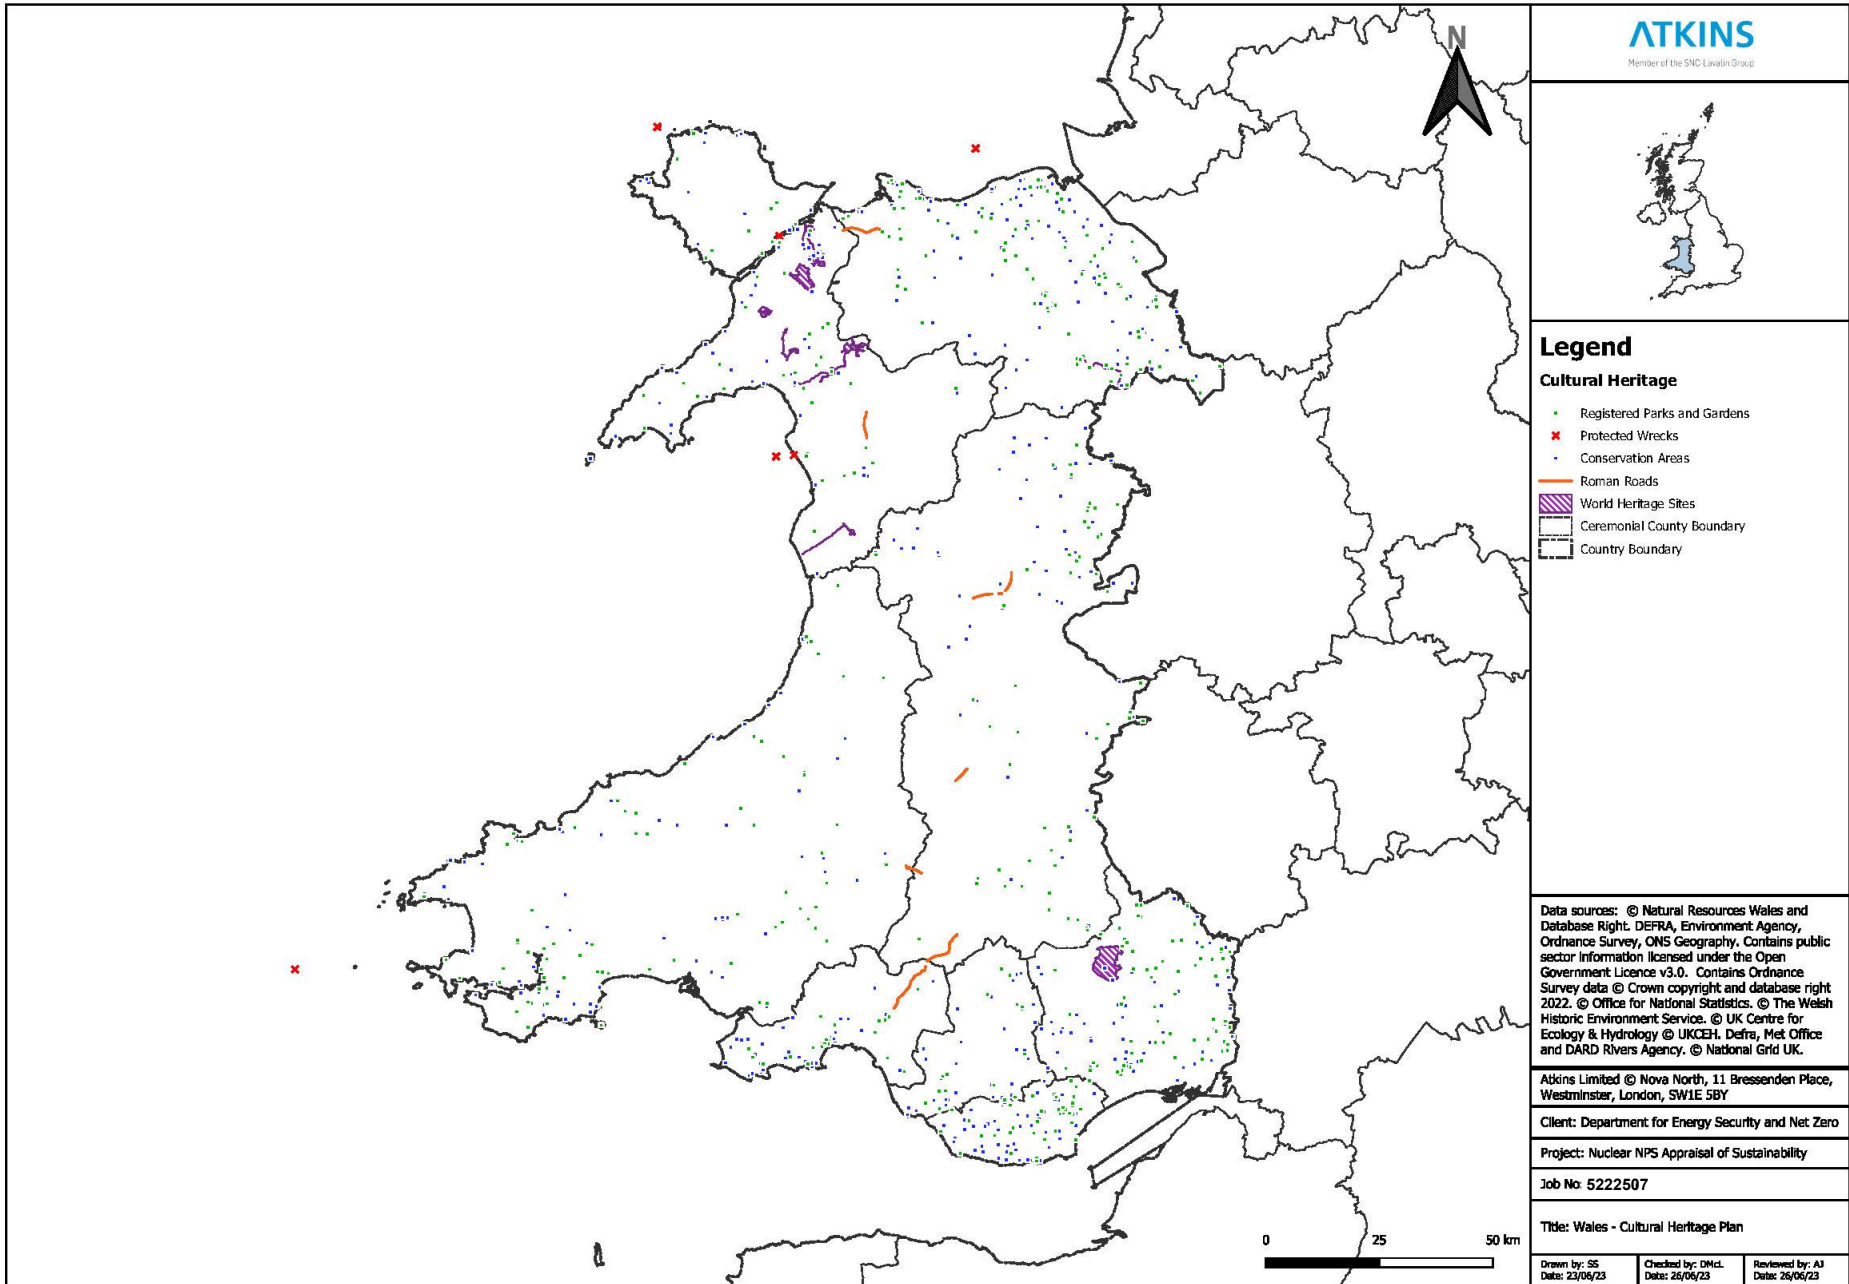 N
ATKINS
Member of the SNC-Lavalin Group
Legend
Cultural Heritage
Registered Parks and Gardens
Protected Wrecks
Conservation Areas
Roman Roads
World Heritage Sites
Ceremonial County Boundary
Country Boundary
Data sources: © Natural Resources Wales and
Database Right. DEFRA, Environment Agency,
Ordnance Survey, ONS Geography. Contains public
sector information licensed under the Open
Government Licence v3.0. Contains Ordnance
Survey data © Crown copyright and database right
2022. © Office for National Statistics. © The Welsh
Historic Environment Service. © UK Centre for
Ecology & Hydrology © UKCEH. Defra, Met Office
and DARD Rivers Agency. © National Grid UK.
Atkins Limited © Nova North, 11 Bressenden Place,
Westminster, London, SW1E 5BY
Client: Department for Energy Security and Net Zero
Project: Nuclear NPS Appraisal of Sustainability
Job No: 5222507
Title: Wales - Cultural Heritage Plan
0 25 50 km
Drawn by: SS Checked by: DMcL Reviewed by: AJ
Date: 23/06/23 Date: 26/06/23 Date: 26/06/23